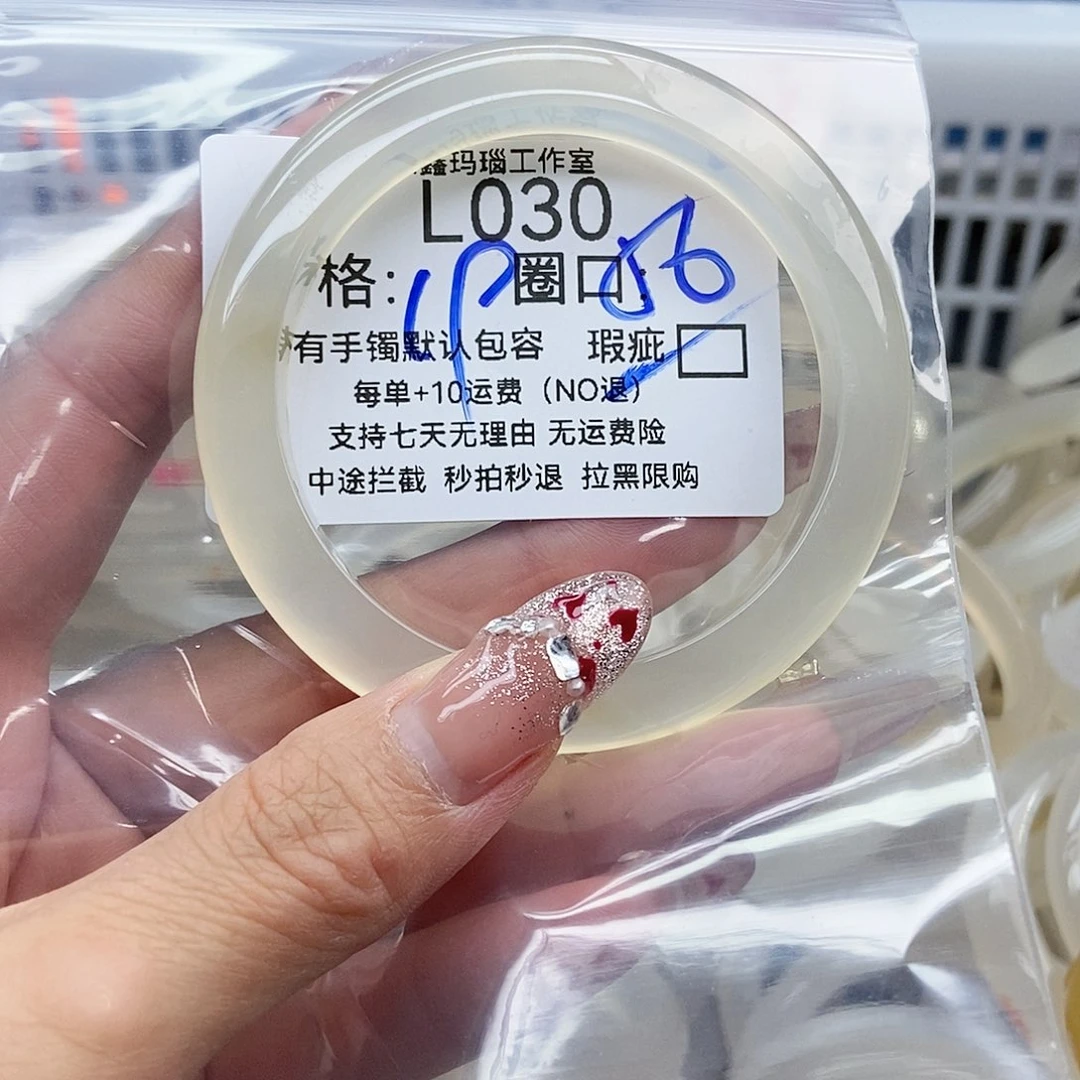 鑫玛瑙工作室
L030
格: 圈口: 56
有手镯默认包容 瑕疵
每单+10运费（NO退）
支持七天无理由 无运费险
中途拦截 秒拍秒退 拉黑限购